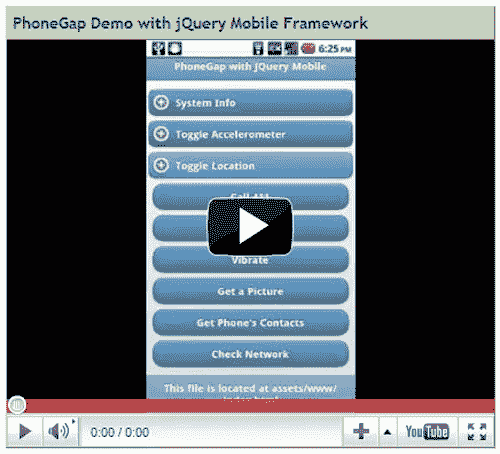 PhoneGap Demo with jQuery Mobile Framework
6:25 PM
PhoneGap with jQuery Mobile
System Info
Toggle Accelerometer
Toggle Location
Call 411
Vibrate
Get a Picture
Get Phone's Contacts
Check Network
This file is located at assets/www/
index.html
0:00 / 0:00
YouTube